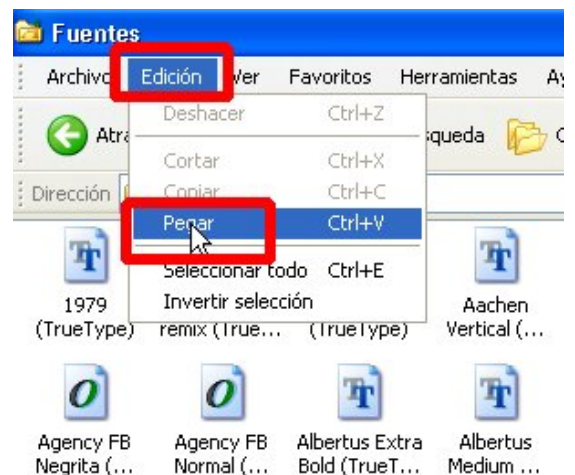 Fuentes
Archivo Edición Ver Favoritos Herramientas
Deshacer Ctrl+Z
Cortar Ctrl+X
Copiar Ctrl+C
Pegar Ctrl+V
Seleccionar todo Ctrl+E
Invertir selección
Dirección
1979
(TrueType)
remix (True...
(TrueType)
Aachen
Vertical (...
Agency FB
Negrita (...
Agency FB
Normal (...
Albertus Extra
Bold (TrueT...
Albertus
Medium ...